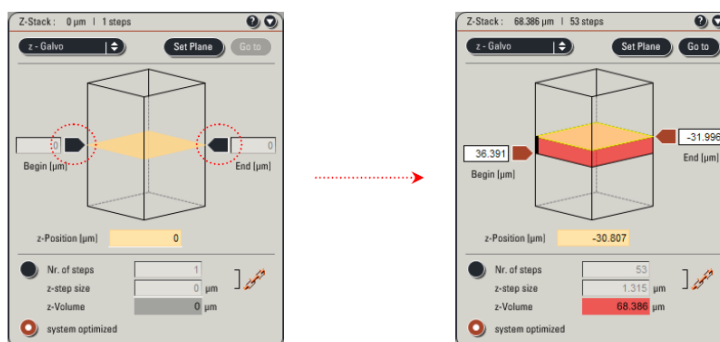 Z-Stack: 0 µm | 1 steps
?
z - Galvo
Set Plane
Go to
0
0
Begin [µm]
End [µm]
z-Position [µm]
0
Nr. of steps
1
z-step size
0 µm
z-Volume
0 µm
system optimized
Z-Stack: 68.386 µm | 53 steps
?
z - Galvo
Set Plane
Go to
-31.996
36.391
End [µm]
Begin [µm]
z-Position [µm]
-30.807
Nr. of steps
53
z-step size
1.315 µm
z-Volume
68.386 µm
system optimized